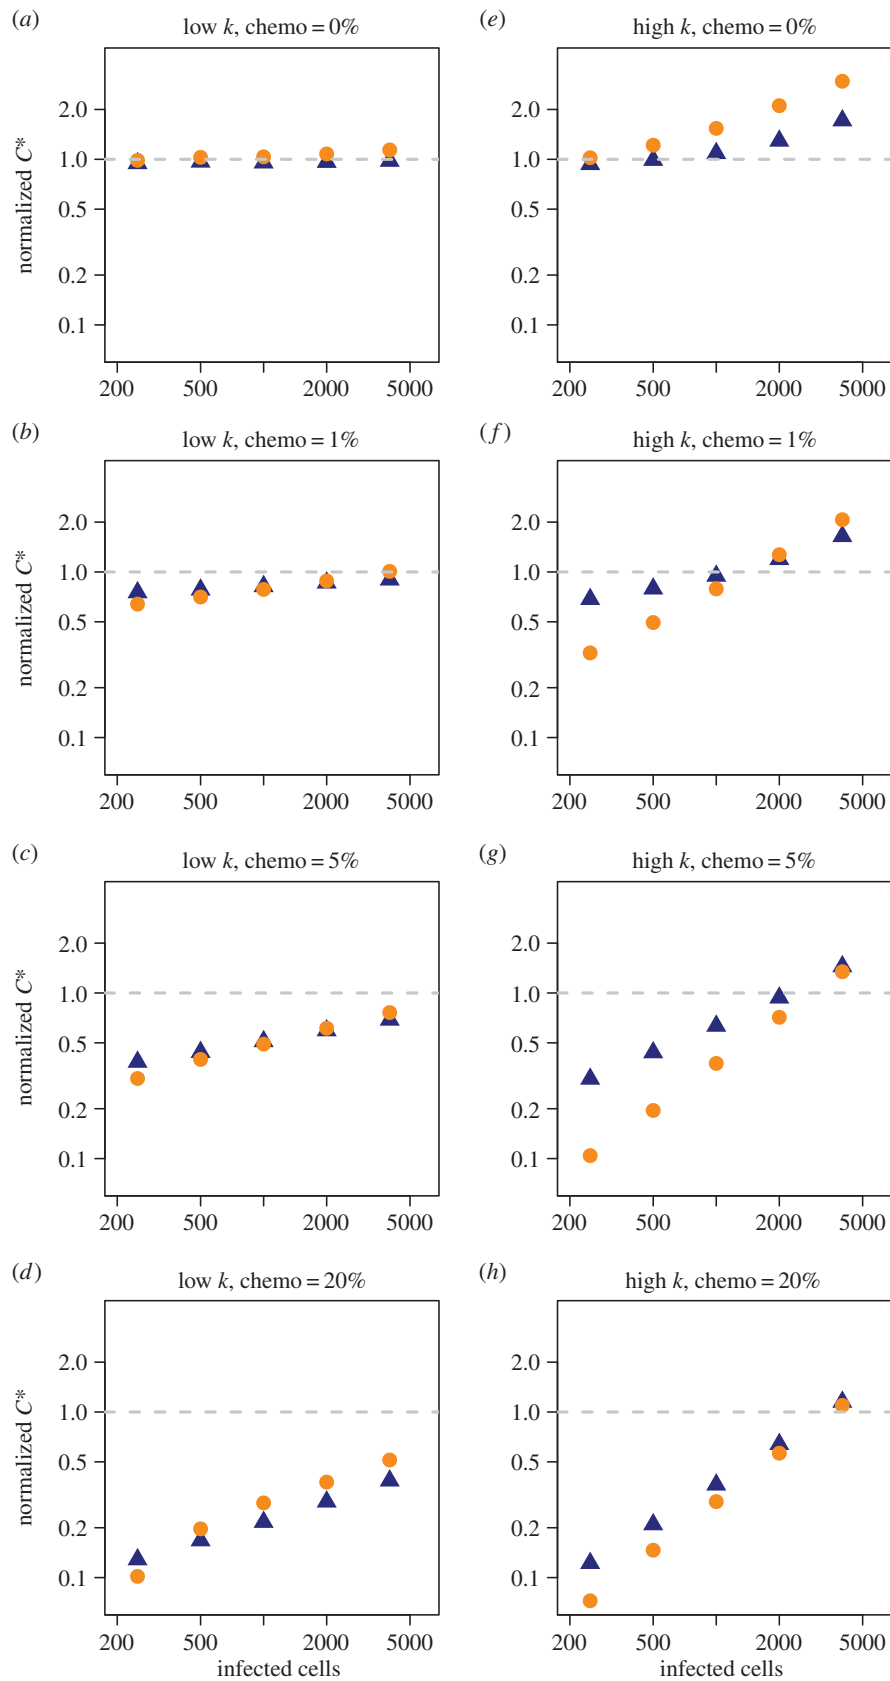 (a)
low k, chemo = 0%
normalized C*
2.0
1.0
0.5
0.2
0.1
200 500 2000 5000
(e)
high k, chemo = 0%
2.0
1.0
0.5
0.2
0.1
200 500 2000 5000
(b)
low k, chemo = 1%
normalized C*
2.0
1.0
0.5
0.2
0.1
200 500 2000 5000
(f)
high k, chemo = 1%
2.0
1.0
0.5
0.2
0.1
200 500 2000 5000
(c)
low k, chemo = 5%
normalized C*
2.0
1.0
0.5
0.2
0.1
200 500 2000 5000
(g)
high k, chemo = 5%
2.0
1.0
0.5
0.2
0.1
200 500 2000 5000
(d)
low k, chemo = 20%
normalized C*
2.0
1.0
0.5
0.2
0.1
200 500 2000 5000
infected cells
(h)
high k, chemo = 20%
2.0
1.0
0.5
0.2
0.1
200 500 2000 5000
infected cells